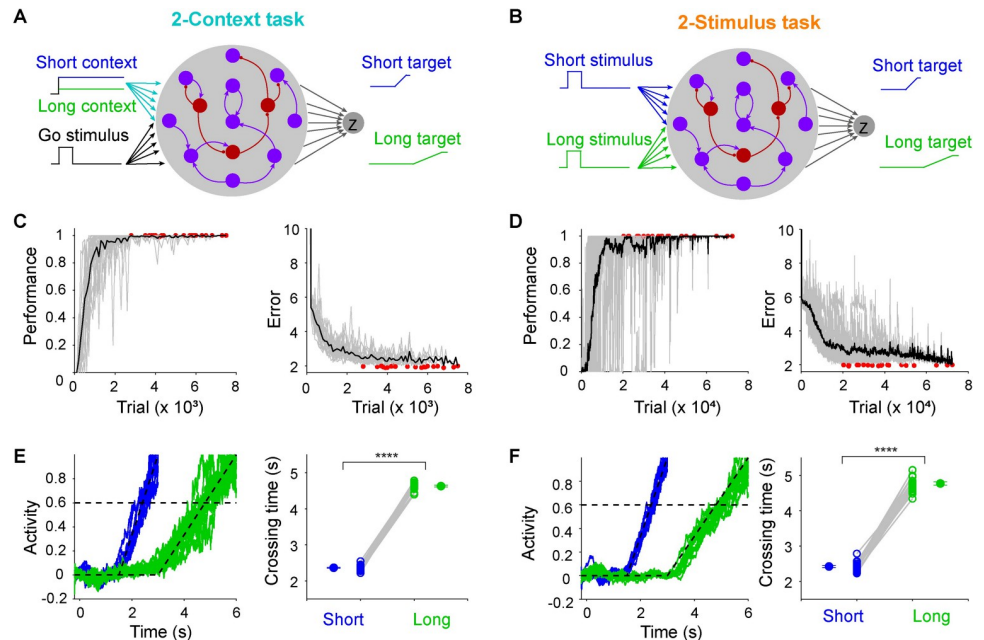 A
2-Context task
Short context
Long context
Go stimulus
Z
Short target
Long target
B
2-Stimulus task
Short stimulus
Long stimulus
Z
Short target
Long target
C
Performance
1
0.8
0.6
0.4
0.2
0
0 2 4 6 8
Trial (x 10³)
Error
10
8
6
4
2
0 2 4 6 8
Trial (x 10³)
D
Performance
1
0.8
0.6
0.4
0.2
0
0 2 4 6 8
Trial (x 10⁴)
Error
10
8
6
4
2
0 2 4 6 8
Trial (x 10⁴)
E
Activity
0.8
0.6
0.4
0.2
0
-0.2
0 2 4 6
Time (s)
Crossing time (s)
****
5
4
3
2
Short Long
F
Activity
0.8
0.6
0.4
0.2
0
-0.2
0 2 4 6
Time (s)
Crossing time (s)
****
5
4
3
2
Short Long